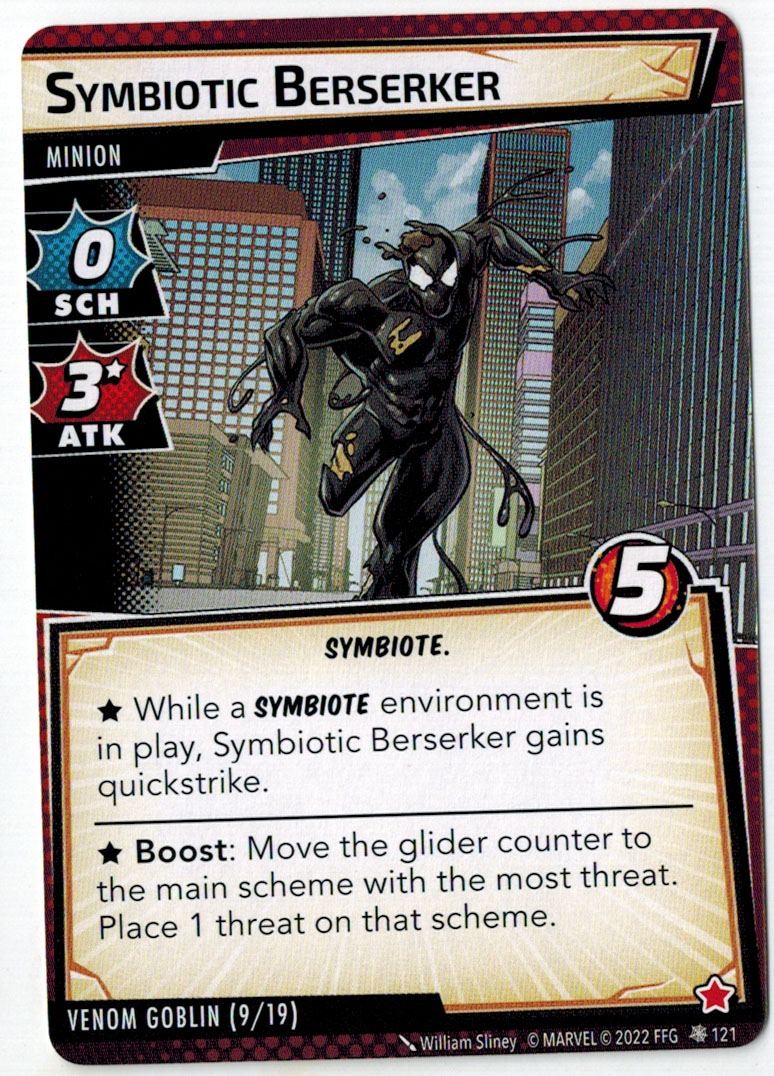 SYMBIOTIC BERSERKER
MINION
0
SCH
3★
ATK
5
SYMBIOTE.
★ While a SYMBIOTE environment is
in play, Symbiotic Berserker gains
quickstrike.
★ Boost: Move the glider counter to
the main scheme with the most threat.
Place 1 threat on that scheme.
VENOM GOBLIN (9/19)
William Sliney © MARVEL © 2022 FFG 121